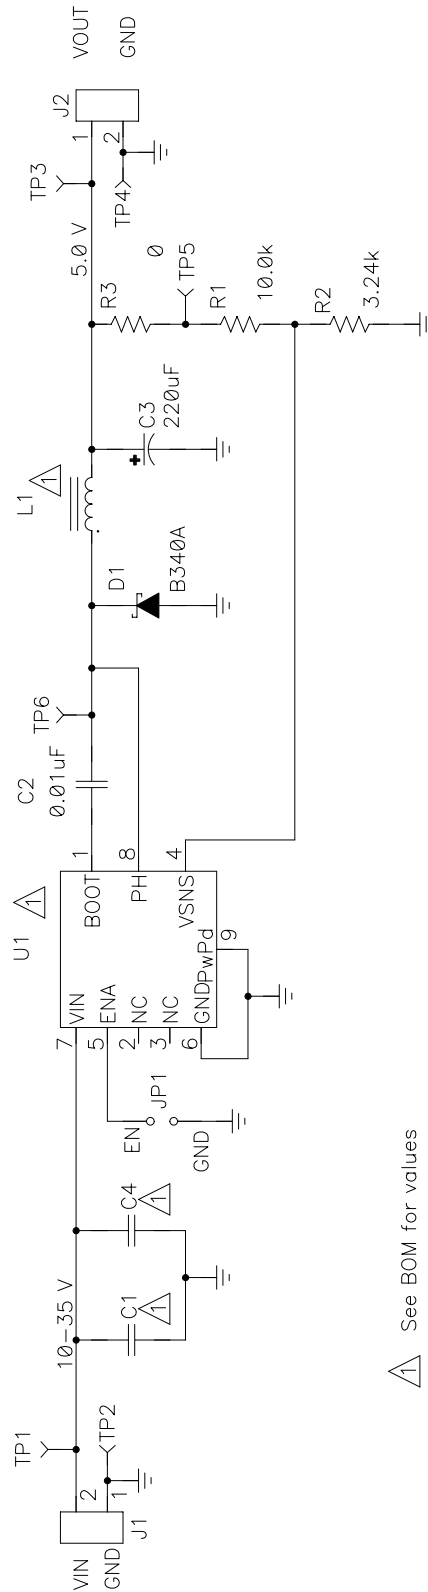 VIN
GND
J1
2
1
TP1
TP2
10-35 V
C1
1
C4
1
EN
JP1
GND
U1
1
7
VIN
5
ENA
2
NC
3
NC
6
GND
PwPd
9
BOOT
1
PH
8
VSNS
4
C2
0.01uF
TP6
D1
B340A
L1
1
C3
220uF
5.0 V
R3
0
TP5
R1
10.0k
R2
3.24k
TP3
TP4
J2
1
2
VOUT
GND
1 See BOM for values